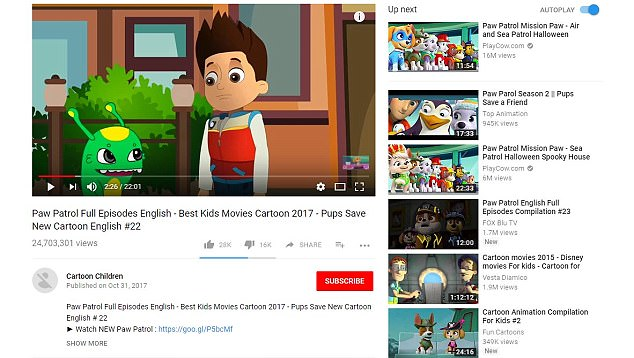 Up next
AUTOPLAY
2:26 / 22:01
Paw Patrol Full Episodes English - Best Kids Movies Cartoon 2017 - Pups Save
New Cartoon English #22
24,703,301 views
28K
16K
SHARE
Cartoon Children
Published on Oct 31, 2017
SUBSCRIBE
Paw Patrol Full Episodes English - Best Kids Movies Cartoon 2017 - Pups Save New Cartoon
English # 22
► Watch NEW Paw Patrol : https://goo.gl/P5bcMf
SHOW MORE
11:54
Paw Patrol Mission Paw - Air
and Sea Patrol Halloween
PlayCow.com
16M views
17:33
Paw Parol Season 2 || Pups
Save a Friend
Top Animation
945K views
22:33
Paw Patrol Mission Paw - Sea
Patrol Halloween Spooky House
PlayCow.com
6M views
12:00
Paw Patrol English Full
Episodes Compilation #23
FOX Blu TV
1.7M views
New
1:12:12
Cartoon movies 2015 - Disney
movies For kids - Cartoon for
Vesta Diamico
1.9M views
24:16
Cartoon Animation Compilation
For Kids #2
Fun Cartoons
349K views
New